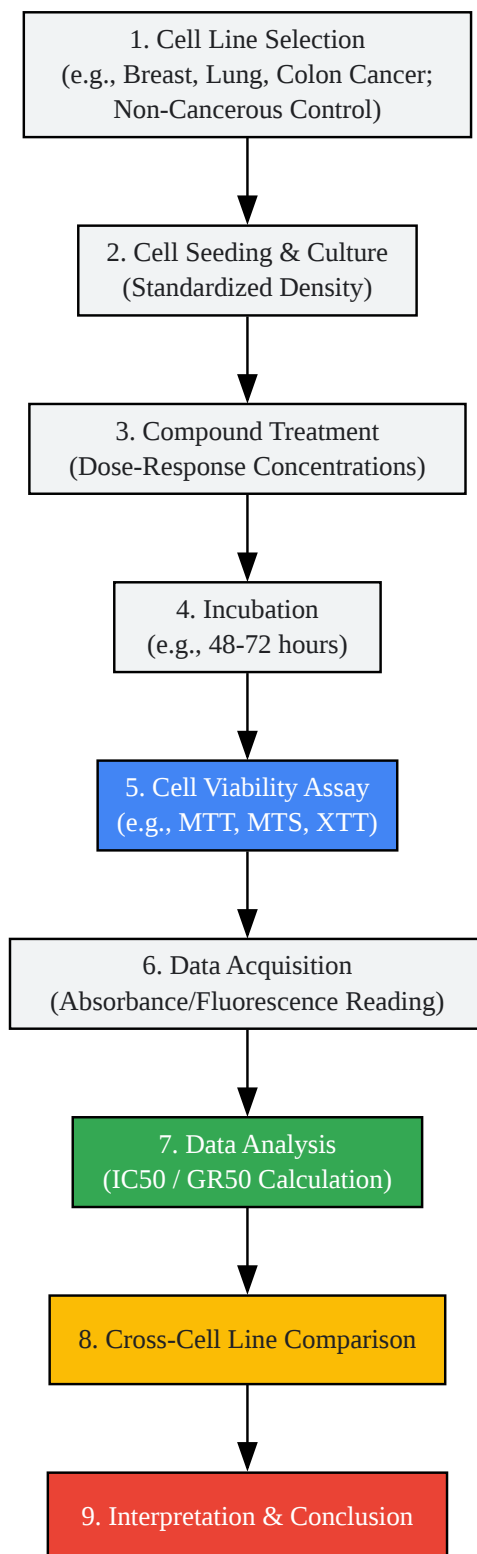 1. Cell Line Selection
(e.g., Breast, Lung, Colon Cancer;
Non-Cancerous Control)
2. Cell Seeding & Culture
(Standardized Density)
3. Compound Treatment
(Dose-Response Concentrations)
4. Incubation
(e.g., 48-72 hours)
5. Cell Viability Assay
(e.g., MTT, MTS, XTT)
6. Data Acquisition
(Absorbance/Fluorescence Reading)
7. Data Analysis
(IC50 / GR50 Calculation)
8. Cross-Cell Line Comparison
9. Interpretation & Conclusion